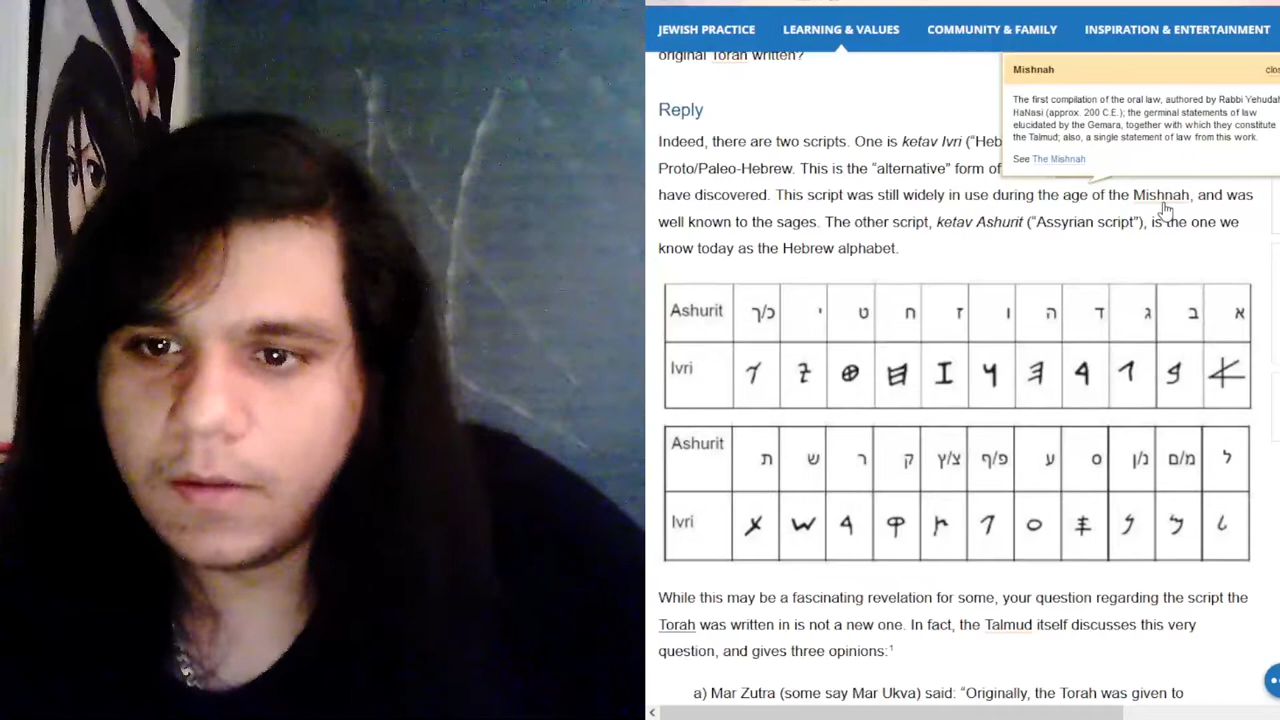 JEWISH PRACTICE LEARNING & VALUES COMMUNITY & FAMILY INSPIRATION & ENTERTAINMENT
original Torah written?
Mishnah
The first compilation of the oral law, authored by Rabbi Yehudah
HaNasi (approx. 200 C.E.); the germinal statements of law
elucidated by the Gemara, together with which they constitute
the Talmud; also, a single statement of law from this work.
See The Mishnah
Reply
Indeed, there are two scripts. One is ketav Ivri (“Heb
Proto/Paleo-Hebrew. This is the “alternative” form of
have discovered. This script was still widely in use during the age of the Mishnah, and was
well known to the sages. The other script, ketav Ashurit (“Assyrian script”), is the one we
know today as the Hebrew alphabet.
Ashurit א ב ג ד ה ו ז ח ט י כ/ך
Ivri 𐤀 𐤁 𐤂 𐤃 𐤄 𐤅 𐤆 𐤇 𐤈 𐤉 𐤊
Ashurit ל מ/ם נ/ן ס ע פ/ף צ/ץ ק ר ש ת
Ivri 𐤋 𐤌 𐤍 𐤎 𐤏 𐤐 𐤑 𐤒 𐤓 𐤔 𐤕
While this may be a fascinating revelation for some, your question regarding the script the
Torah was written in is not a new one. In fact, the Talmud itself discusses this very
question, and gives three opinions:¹
a) Mar Zutra (some say Mar Ukva) said: “Originally, the Torah was given to